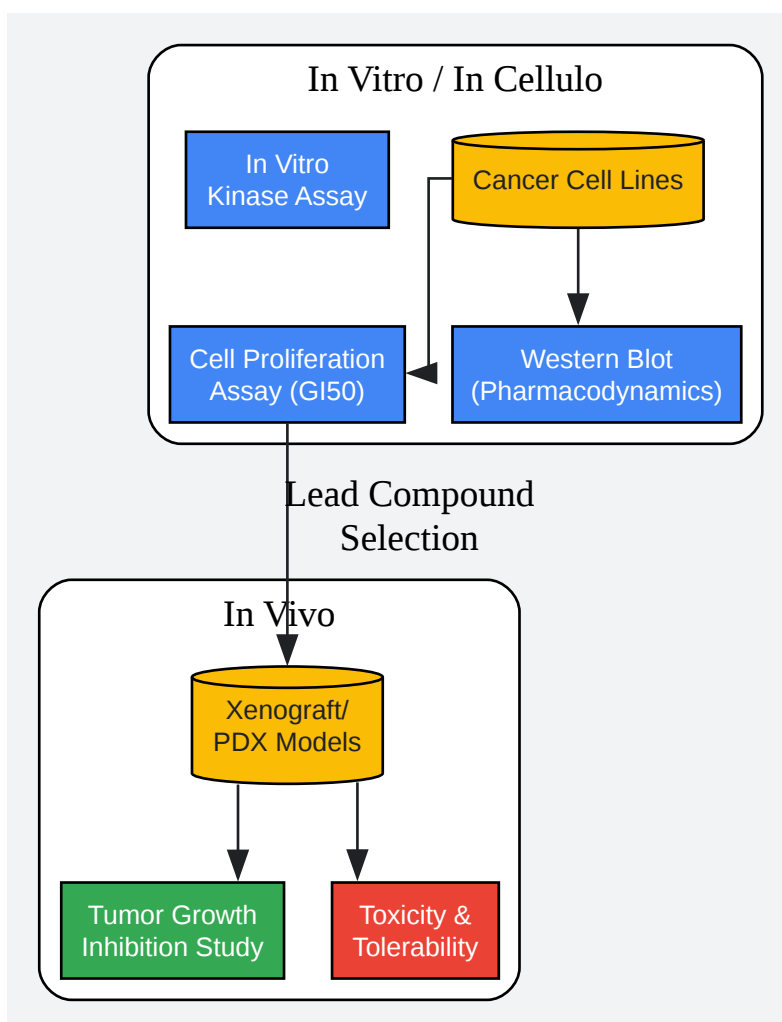 In Vitro / In Cellulo
In Vitro
Kinase Assay
Cancer Cell Lines
Cell Proliferation
Assay (GI50)
Western Blot
(Pharmacodynamics)
Lead Compound
Selection
In Vivo
Xenograft/
PDX Models
Tumor Growth
Inhibition Study
Toxicity &
Tolerability